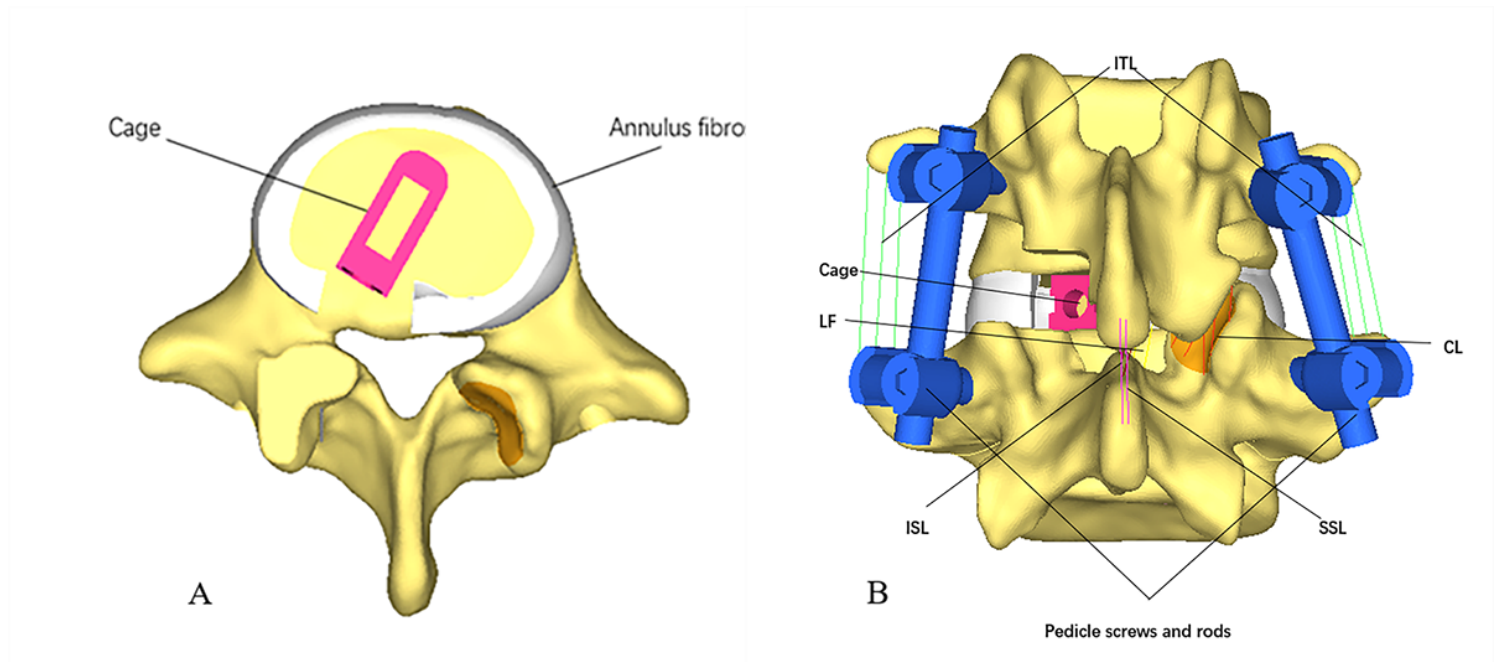 Cage
Annulus fibro
A
ITL
Cage
LF
CL
ISL
SSL
B
Pedicle screws and rods